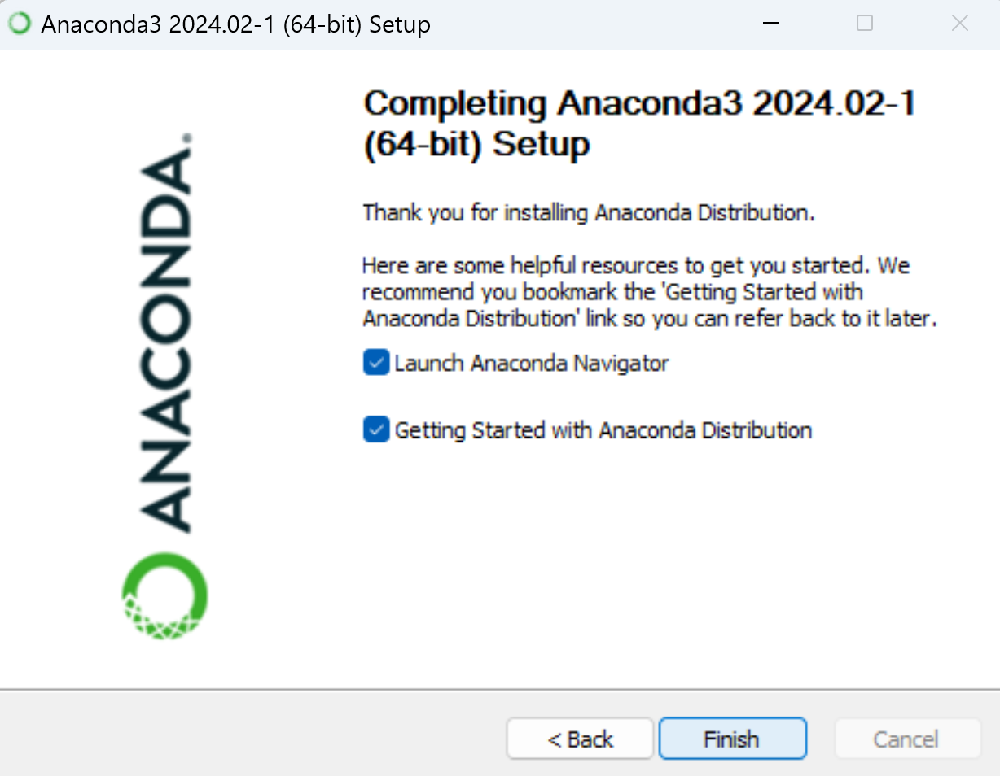 Anaconda3 2024.02-1 (64-bit) Setup
ANACONDA.
Completing Anaconda3 2024.02-1
(64-bit) Setup
Thank you for installing Anaconda Distribution.
Here are some helpful resources to get you started. We
recommend you bookmark the 'Getting Started with
Anaconda Distribution' link so you can refer back to it later.
Launch Anaconda Navigator
Getting Started with Anaconda Distribution
< Back
Finish
Cancel